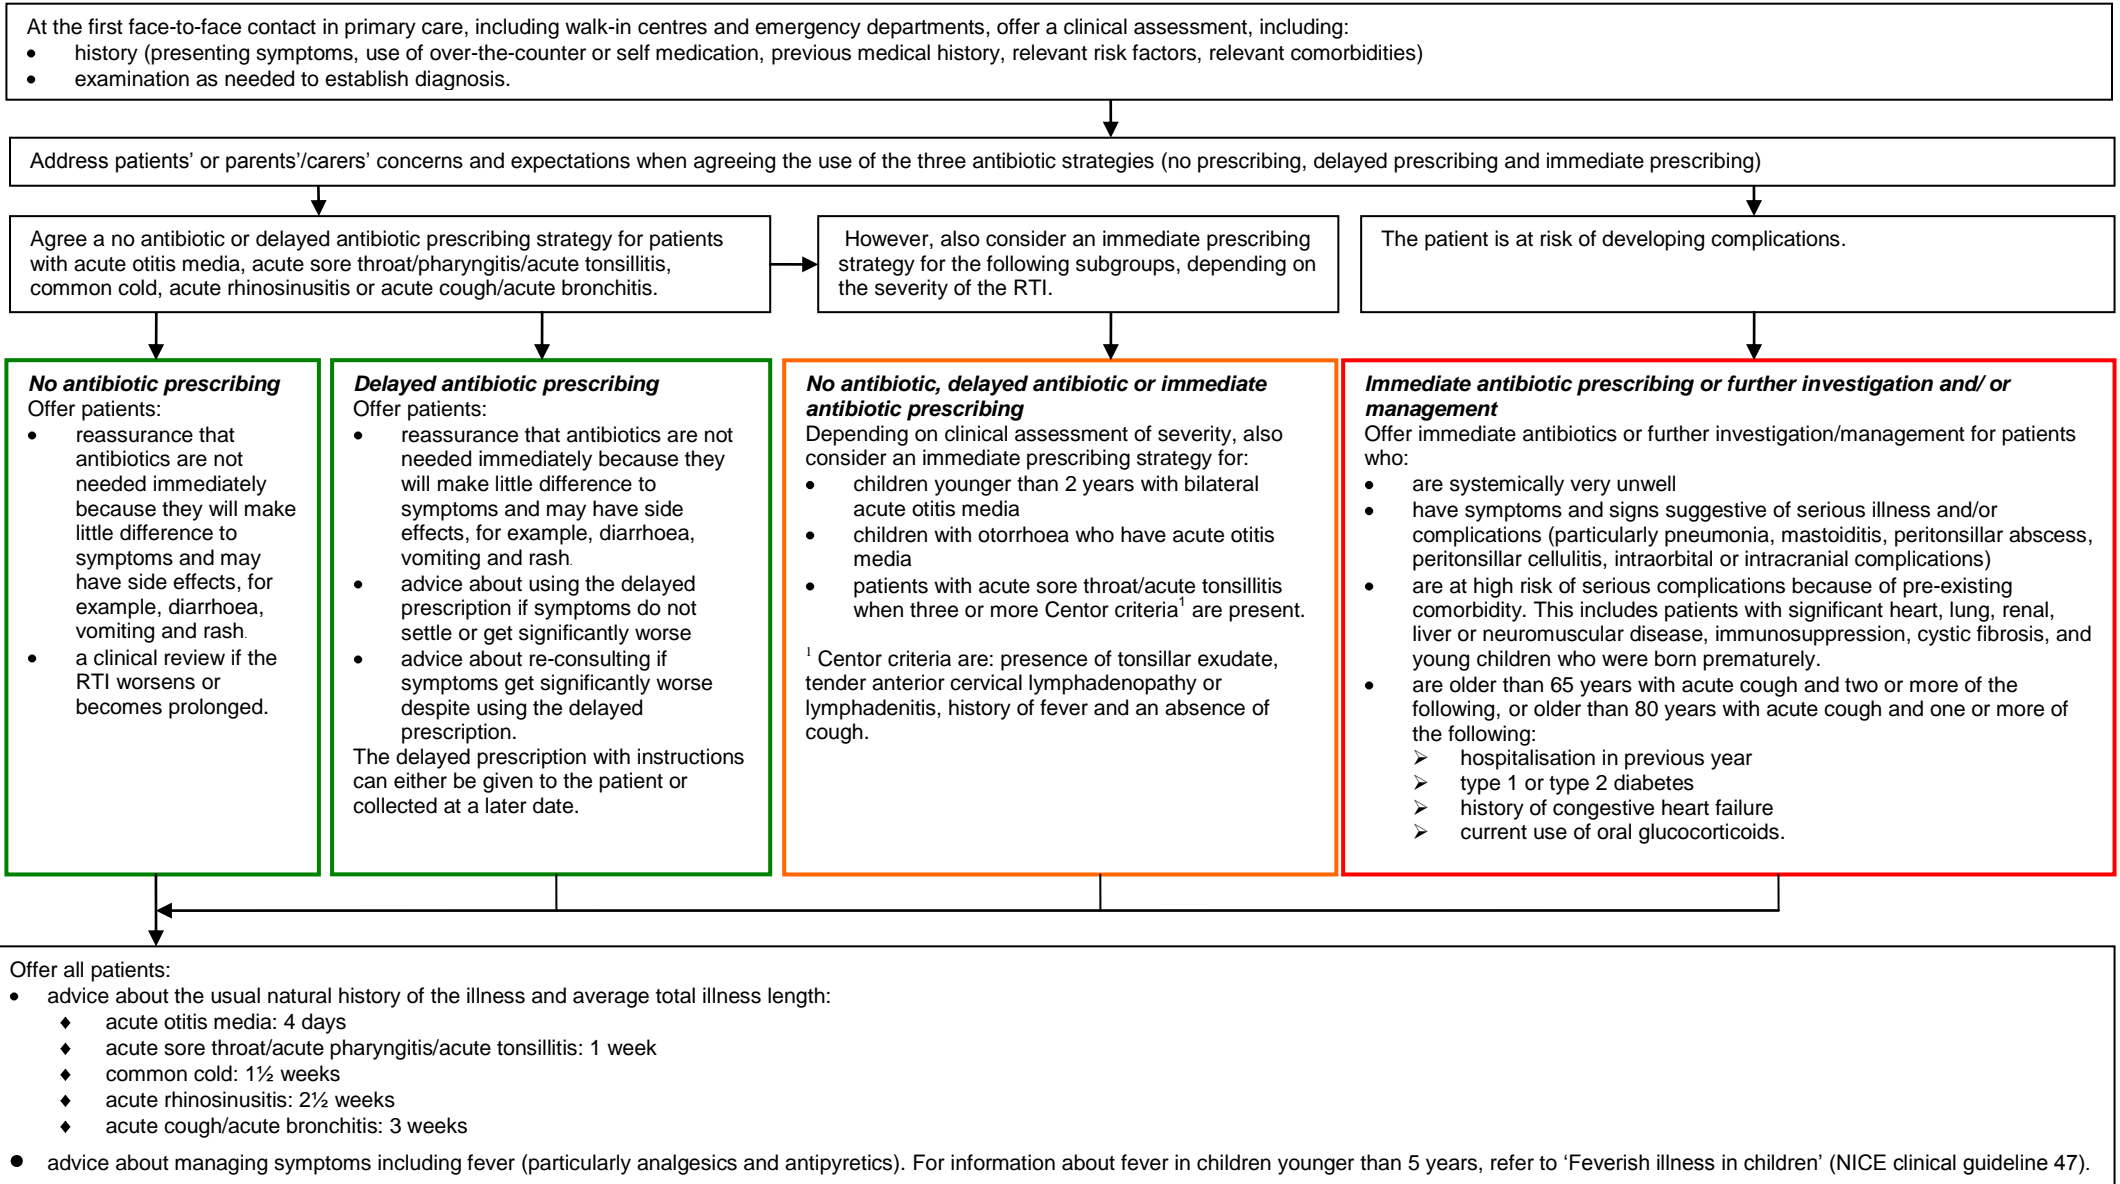 At the first face-to-face contact in primary care, including walk-in centres and emergency departments, offer a clinical assessment, including:
• history (presenting symptoms, use of over-the-counter or self medication, previous medical history, relevant risk factors, relevant comorbidities)
• examination as needed to establish diagnosis.
Address patients’ or parents’/carers’ concerns and expectations when agreeing the use of the three antibiotic strategies (no prescribing, delayed prescribing and immediate prescribing)
Agree a no antibiotic or delayed antibiotic prescribing strategy for patients
with acute otitis media, acute sore throat/pharyngitis/acute tonsillitis,
common cold, acute rhinosinusitis or acute cough/acute bronchitis.
However, also consider an immediate prescribing
strategy for the following subgroups, depending on
the severity of the RTI.
The patient is at risk of developing complications.
No antibiotic prescribing
Offer patients:
• reassurance that
antibiotics are not
needed immediately
because they will make
little difference to
symptoms and may
have side effects, for
example, diarrhoea,
vomiting and rash.
• a clinical review if the
RTI worsens or
becomes prolonged.
Delayed antibiotic prescribing
Offer patients:
• reassurance that antibiotics are not
needed immediately because they
will make little difference to
symptoms and may have side
effects, for example, diarrhoea,
vomiting and rash.
• advice about using the delayed
prescription if symptoms do not
settle or get significantly worse
• advice about re-consulting if
symptoms get significantly worse
despite using the delayed
prescription.
The delayed prescription with instructions
can either be given to the patient or
collected at a later date.
No antibiotic, delayed antibiotic or immediate
antibiotic prescribing
Depending on clinical assessment of severity, also
consider an immediate prescribing strategy for:
• children younger than 2 years with bilateral
acute otitis media
• children with otorrhoea who have acute otitis
media
• patients with acute sore throat/acute tonsillitis
when three or more Centor criteria¹ are present.
¹ Centor criteria are: presence of tonsillar exudate,
tender anterior cervical lymphadenopathy or
lymphadenitis, history of fever and an absence of
cough.
Immediate antibiotic prescribing or further investigation and/ or
management
Offer immediate antibiotics or further investigation/management for patients
who:
• are systemically very unwell
• have symptoms and signs suggestive of serious illness and/or
complications (particularly pneumonia, mastoiditis, peritonsillar abscess,
peritonsillar cellulitis, intraorbital or intracranial complications)
• are at high risk of serious complications because of pre-existing
comorbidity. This includes patients with significant heart, lung, renal,
liver or neuromuscular disease, immunosuppression, cystic fibrosis, and
young children who were born prematurely.
• are older than 65 years with acute cough and two or more of the
following, or older than 80 years with acute cough and one or more of
the following:
➢ hospitalisation in previous year
➢ type 1 or type 2 diabetes
➢ history of congestive heart failure
➢ current use of oral glucocorticoids.
Offer all patients:
• advice about the usual natural history of the illness and average total illness length:
♦ acute otitis media: 4 days
♦ acute sore throat/acute pharyngitis/acute tonsillitis: 1 week
♦ common cold: 1½ weeks
♦ acute rhinosinusitis: 2½ weeks
♦ acute cough/acute bronchitis: 3 weeks
• advice about managing symptoms including fever (particularly analgesics and antipyretics). For information about fever in children younger than 5 years, refer to ‘Feverish illness in children’ (NICE clinical guideline 47).